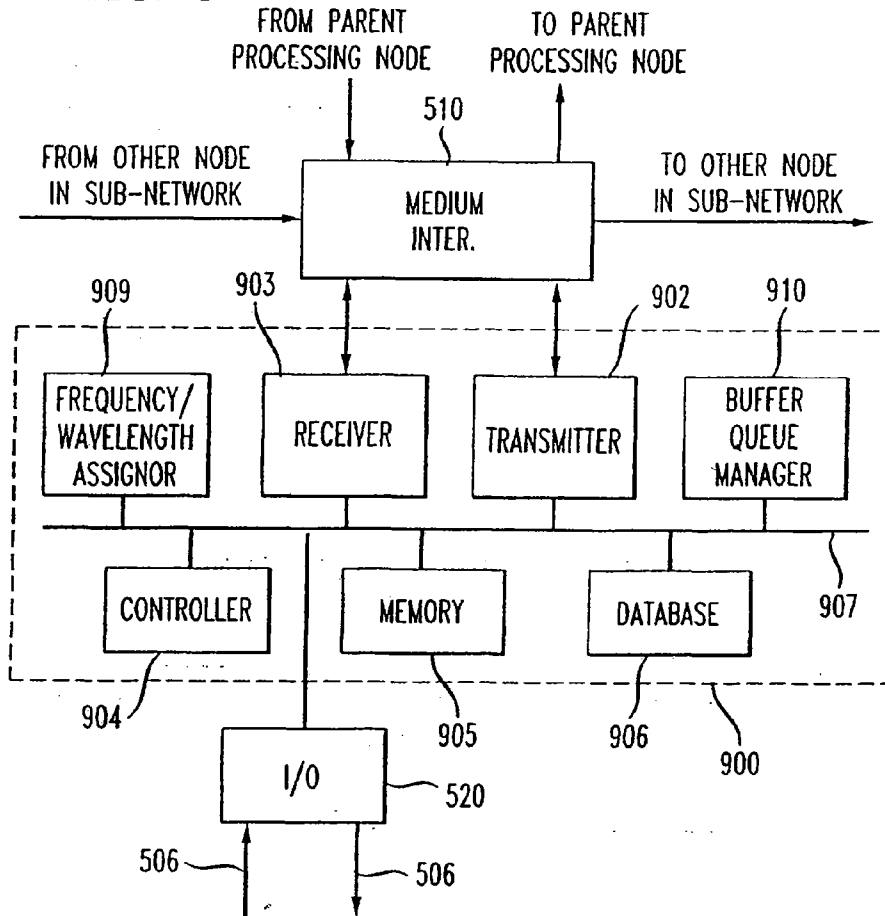 FROM PARENT
PROCESSING NODE
TO PARENT
PROCESSING NODE
510
FROM OTHER NODE
IN SUB-NETWORK
MEDIUM
INTER.
TO OTHER NODE
IN SUB-NETWORK
909
903
902
910
FREQUENCY/
WAVELENGTH
ASSIGNOR
RECEIVER
TRANSMITTER
BUFFER
QUEUE
MANAGER
CONTROLLER
MEMORY
DATABASE
907
904
905
906
900
I/O
520
506
506